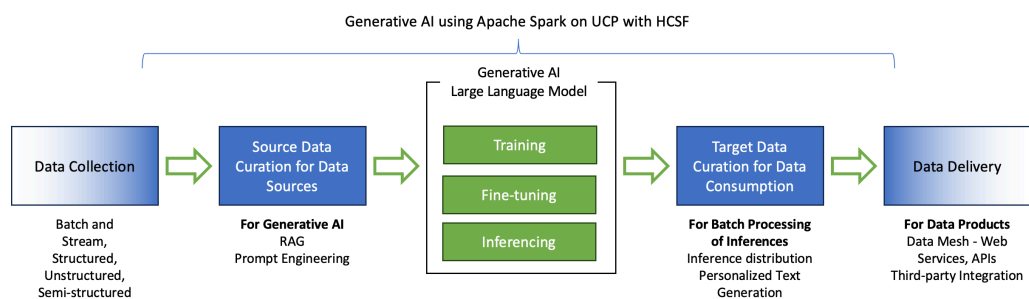 Generative AI using Apache Spark on UCP with HCSF
Generative AI
Large Language Model
Data Collection
Batch and
Stream,
Structured,
Unstructured,
Semi-structured
Source Data
Curation for Data
Sources
For Generative AI
RAG
Prompt Engineering
Training
Fine-tuning
Inferencing
Target Data
Curation for Data
Consumption
For Batch Processing
of Inferences
Inference distribution
Personalized Text
Generation
Data Delivery
For Data Products
Data Mesh - Web
Services, APIs
Third-party Integration